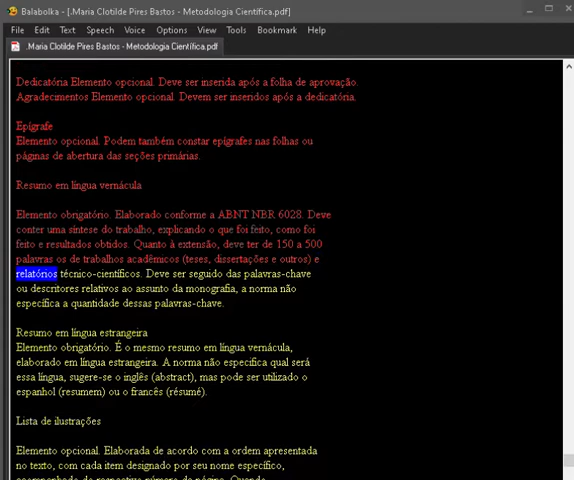 Balabolka - [.Maria Clotilde Pires Bastos - Metodologia Científica.pdf]
File Edit Text Speech Voice Options View Tools Bookmark Help
.Maria Clotilde Pires Bastos - Metodologia Científica.pdf
Dedicatória Elemento opcional. Deve ser inserida após a folha de aprovação.
Agradecimentos Elemento opcional. Devem ser inseridos após a dedicatória.
Epígrafe
Elemento opcional. Podem também constar epígrafes nas folhas ou
páginas de abertura das seções primárias.
Resumo em língua vernácula
Elemento obrigatório. Elaborado conforme a ABNT NBR 6028. Deve
conter uma síntese do trabalho, explicando o que foi feito, como foi
feito e resultados obtidos. Quanto à extensão, deve ter de 150 a 500
palavras os de trabalhos acadêmicos (teses, dissertações e outros) e
relatórios técnico-científicos. Deve ser seguido das palavras-chave
ou descritores relativos ao assunto da monografia, a norma não
especifica a quantidade dessas palavras-chave.
Resumo em língua estrangeira
Elemento obrigatório. É o mesmo resumo em língua vernácula,
elaborado em língua estrangeira. A norma não especifica qual será
essa língua, sugere-se o inglês (abstract), mas pode ser utilizado o
espanhol (resumem) ou o francês (résumé).
Lista de ilustrações
Elemento opcional. Elaborada de acordo com a ordem apresentada
no texto, com cada item designado por seu nome específico,
acompanhado do respectivo número da página. Quando